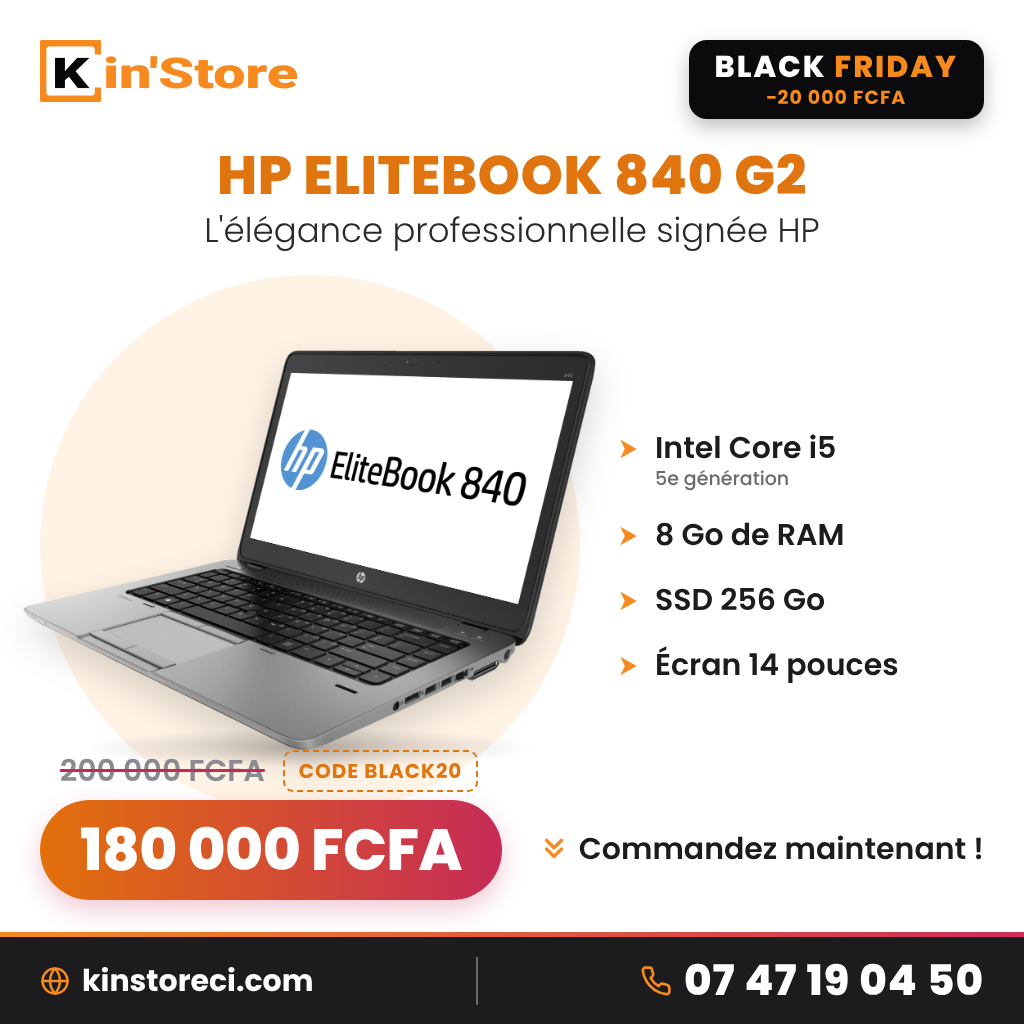 Kin'Store
BLACK FRIDAY
-20 000 FCFA
HP ELITEBOOK 840 G2
L'élégance professionnelle signée HP
840
hp EliteBook 840
hp
Intel Core i5
5e génération
8 Go de RAM
SSD 256 Go
Écran 14 pouces
200 000 FCFA
CODE BLACK20
180 000 FCFA
Commandez maintenant !
kinstoreci.com
07 47 19 04 50